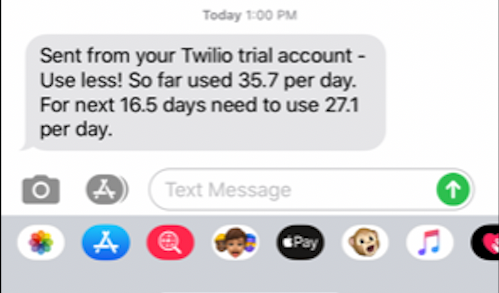 Today 1:00 PM
Sent from your Twilio trial account -
Use less! So far used 35.7 per day.
For next 16.5 days need to use 27.1
per day.
Text Message
Pay